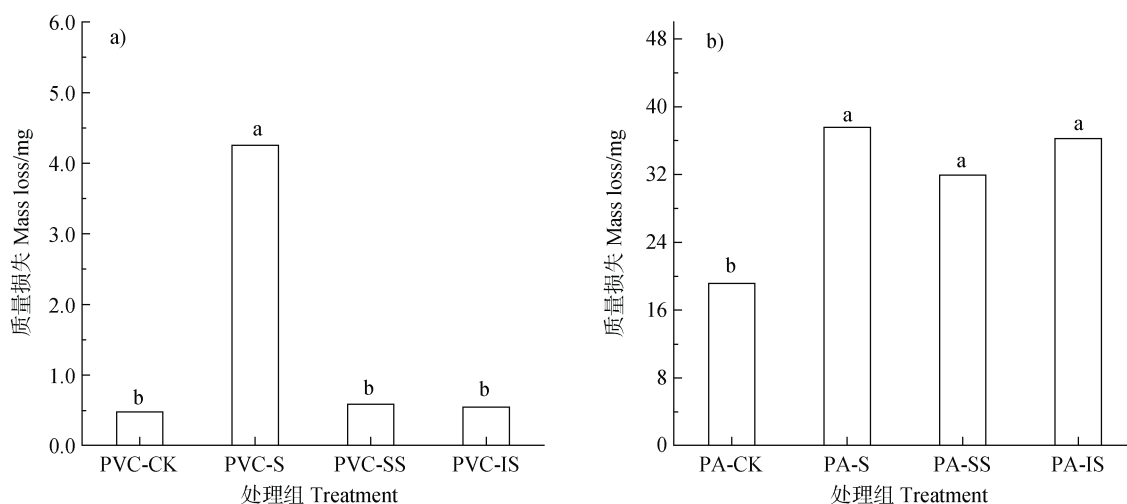 a)
质量损失 Mass loss/mg
6.0
5.0
4.0
3.0
2.0
1.0
0.0
b
a
b
b
PVC-CK PVC-S PVC-SS PVC-IS
处理组 Treatment
b)
质量损失 Mass loss/mg
48
40
32
24
16
8
0
b
a
a
a
PA-CK PA-S PA-SS PA-IS
处理组 Treatment